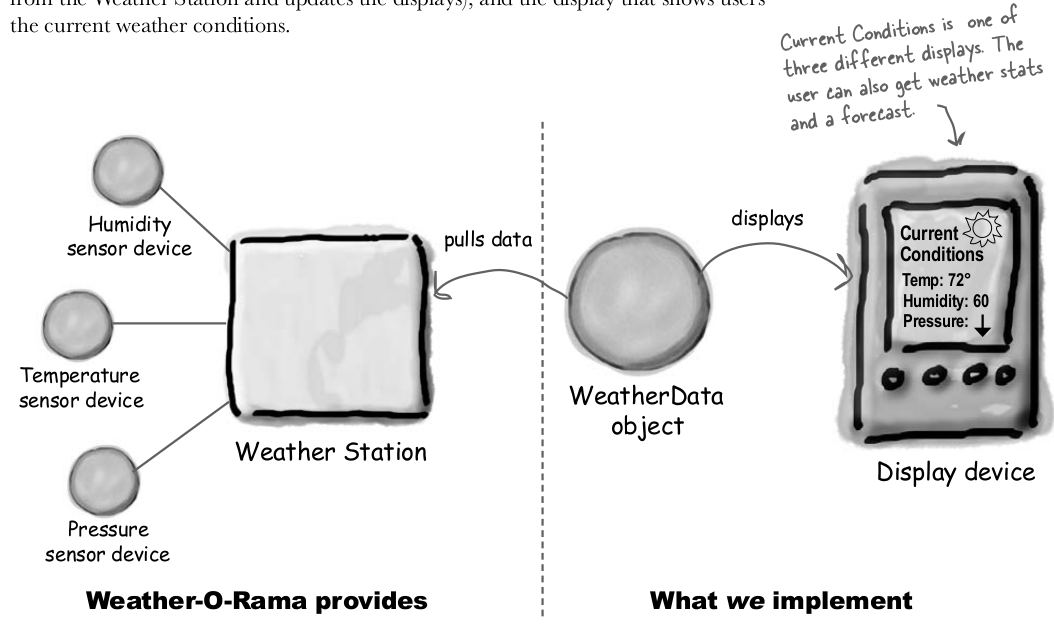 from the Weather Station and updates the displays), and the display that shows users
the current weather conditions.
Current Conditions is one of
three different displays. The
user can also get weather stats
and a forecast.
Humidity
sensor device
Temperature
sensor device
Pressure
sensor device
Weather Station
pulls data
WeatherData
object
displays
Current
Conditions
Temp: 72°
Humidity: 60
Pressure:
Display device
Weather-O-Rama provides
What we implement